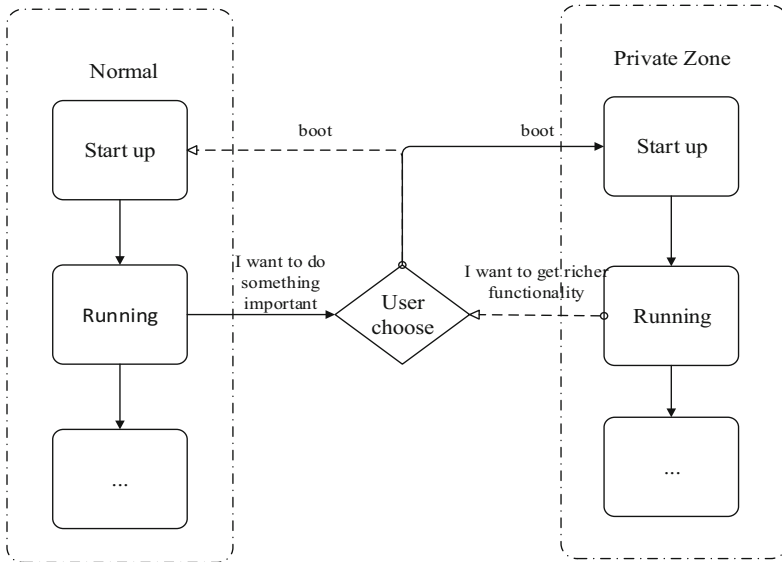 Normal
Private Zone
Start up
boot
boot
Start up
I want to do
something
important
I want to get richer
functionality
Running
User
choose
Running
...
...